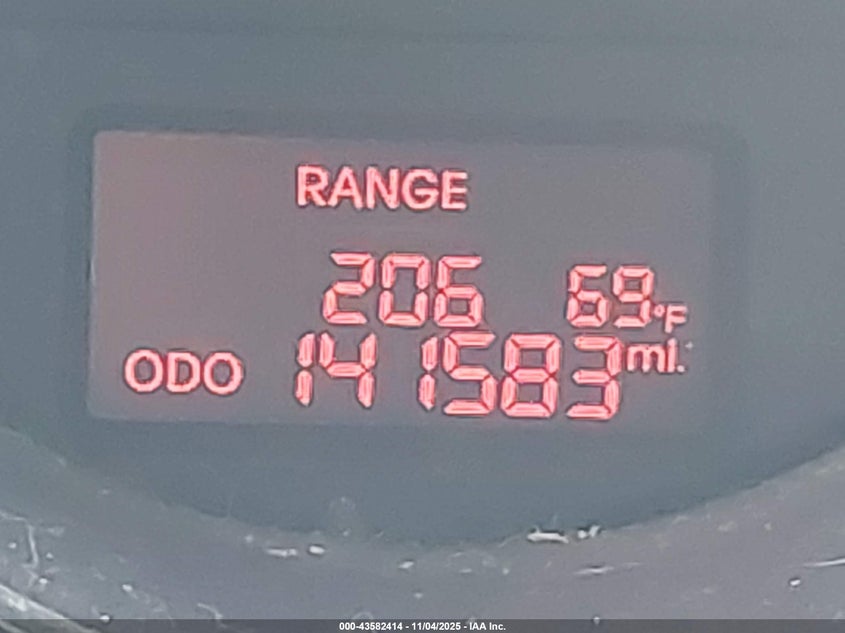 RANGE
206 69°F
ODO 141583 mi.
000-43582414 - 11/04/2025 - IAA Inc.